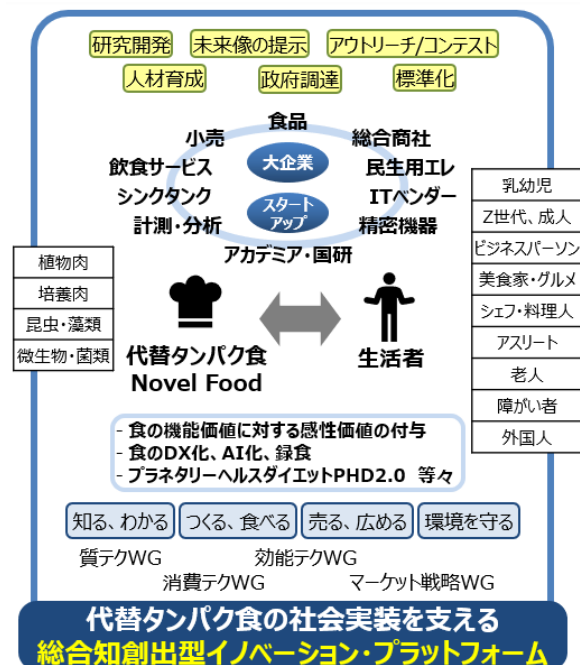 研究開発 未来像の提示 アウトリーチ/コンテスト
人材育成 政府調達 標準化
食品
小売 総合商社
飲食サービス 大企業 民生用エレ
シンクタンク ITベンダー
スタート
アップ
計測・分析 精密機器
アカデミア・国研
植物肉
培養肉
昆虫・藻類
微生物・菌類
乳幼児
Z世代、成人
ビジネスパーソン
美食家・グルメ
シェフ・料理人
アスリート
老人
障がい者
外国人
代替タンパク食
Novel Food
生活者
- 食の機能価値に対する感性価値の付与
- 食のDX化、AI化、録食
- プラネタリーヘルスダイエットPHD2.0 等々
知る、わかる つくる、食べる 売る、広める 環境を守る
質テクWG 効能テクWG
消費テクWG マーケット戦略WG
代替タンパク食の社会実装を支える
総合知創出型イノベーション・プラットフォーム